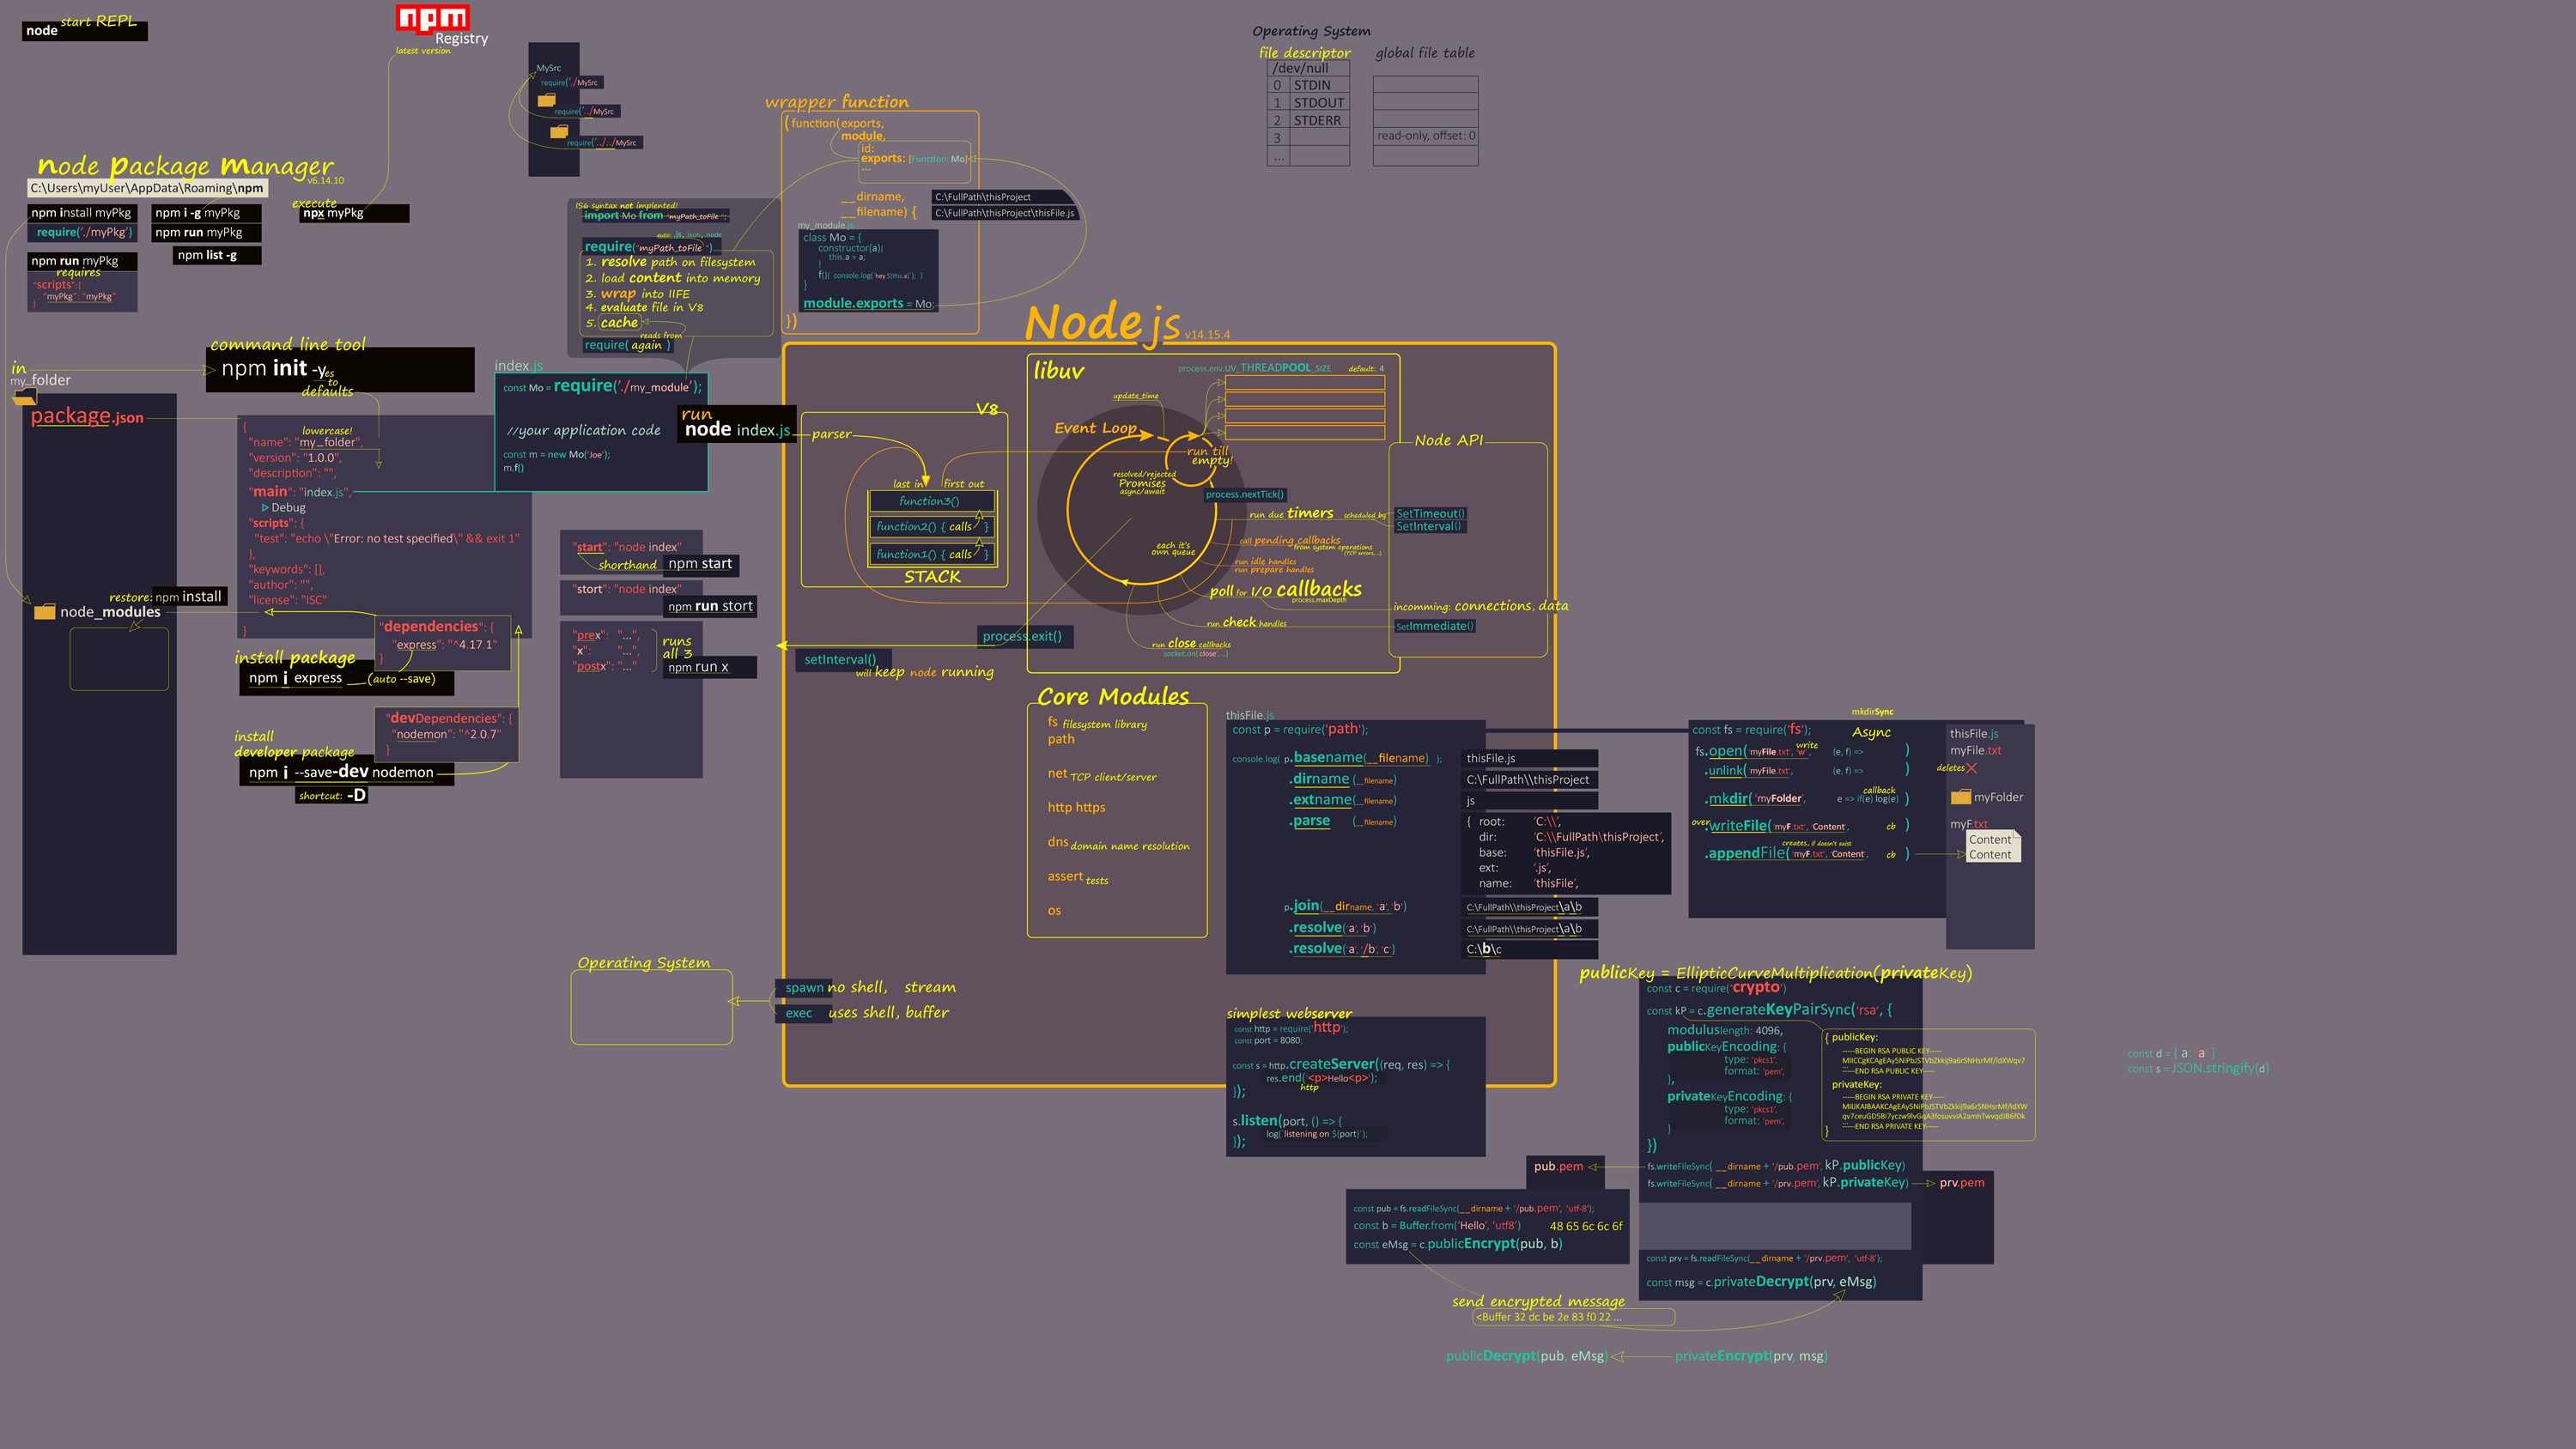 start REPL
node
npm
Registry
latest version
node package manager
v6.14.10
C:\Users\myUser\AppData\Roaming\npm
npm install myPkg
require('./myPkg')
npm i -g myPkg
npm run myPkg
npm list -g
execute
npx myPkg
npm run myPkg
requires
"scripts":{
"myPkg": "myPkg"
}
MySrc
require('./MySrc
require('../MySrc
require('../../MySrc
Operating System
file descriptor
global file table
/dev/null
0 STDIN
1 STDOUT
2 STDERR
3
...
read-only, offset: 0
wrapper function
( function(exports,
module,
id:
exports: [Function: Mo]
...
__dirname,
C:\FullPath\thisProject
__filename) {
C:\FullPath\thisProject\thisFile.js
my_module.js
class Mo = {
constructor(a){
this.a = a;
}
f(){ console.log(`hey ${this.a}`); }
}
module.exports = Mo;
})
IS6 syntax not implented!
import Mo from "myPath_toFile";
auto: .js, .json, .node
require("myPath_toFile")
1. resolve path on filesystem
2. load content into memory
3. wrap into IIFE
4. evaluate file in V8
5. cache
reads from
require( again )
command line tool
npm init -yes to defaults
in
my_folder
package.json
{
lowercase!
"name": "my_folder",
"version": "1.0.0",
"description": "",
"main": "index.js",
Debug
"scripts": {
"test": "echo \"Error: no test specified\" && exit 1"
},
"keywords": [],
"author": "",
"license": "ISC"
}
restore: npm install
node_modules
"dependencies": {
"express": "^4.17.1"
}
install package
npm i express
(auto --save)
"devDependencies": {
"nodemon": "^2.0.7"
}
install
developer package
npm i --save-dev nodemon
shortcut: -D
index.js
const Mo = require('./my_module');
//your application code
const m = new Mo('Joe');
m.f()
run
node index.js
"start": "node index"
shorthand
npm start
"start": "node index"
npm run start
"prex": "...",
"x": "...",
"postx": "..."
runs
all 3
npm run x
Node js v14.15.4
V8
parser
last in
first out
function3()
function2() { calls }
function1() { calls }
STACK
libuv
process.env.UV_THREADPOOL_SIZE default: 4
update_time
Event Loop
run till
empty!
resolved/rejected
Promises
async/await
process.nextTick()
each it's
own queue
run due timers scheduled by
call pending callbacks
from system operations
(TCP errors, ..)
run idle handles
run prepare handles
poll for I/O callbacks
process.maxDepth
run check handles
run close callbacks
socket.on('close',...)
Node API
SetTimeout()
SetInterval()
incomming: connections, data
SetImmediate()
process.exit()
setInterval()
will keep node running
Core Modules
fs filesystem library
path
net TCP client/server
http https
dns domain name resolution
assert tests
os
thisFile.js
const p = require('path');
console.log( p.basename(__filename) );
thisFile.js
.dirname (__filename)
C:\FullPath\\thisProject
.extname(__filename)
js
.parse (__filename)
{ root: 'C:\\',
dir: 'C:\\FullPath\thisProject',
base: 'thisFile.js',
ext: '.js',
name: 'thisFile',
p.join(__dirname, 'a', 'b')
C:\FullPath\\thisProject\a\b
.resolve('a', 'b')
C:\FullPath\\thisProject\a\b
.resolve('a', '/b', 'c')
C:\b\c
Operating System
spawn no shell, stream
exec uses shell, buffer
simplest webserver
const http = require('http');
const port = 8080;
const s = http.createServer((req, res) => {
res.end('<p>Hello<p>');
http
});
s.listen(port, () => {
log(`listening on ${port}`);
});
mkdirSync
const fs = require('fs');
Async
write
fs.open('myFile.txt', 'w', (e, f) => )
.unlink('myFile.txt', (e, f) => )
callback
.mkdir( 'myFolder', e => if(e) log(e) )
over.writeFile('myF.txt', 'Content', cb )
creates, if doesn't exist
.appendFile('myF.txt', 'Content', cb )
thisFile.js
myFile.txt
deletes
myFolder
myF.txt
Content
Content
publicKey = EllipticCurveMultiplication(privateKey)
const c = require('crypto')
const kP = c.generateKeyPairSync('rsa', {
moduluslength: 4096,
publicKeyEncoding: {
type: 'pkcs1',
format: 'pem',
},
privateKeyEncoding: {
type: 'pkcs1',
format: 'pem',
}
})
{ publicKey:
-----BEGIN RSA PUBLIC KEY-----
MIICCgKCAgEAy5NiPbJSTVbZkkiJ9a6rSNHsrMf/ldXWqv7
...
-----END RSA PUBLIC KEY-----
privateKey:
-----BEGIN RSA PRIVATE KEY-----
MIIJKAIBAAKCAgEAy5NiPbJSTVbZkkiJ9a6rSNHsrMf/ldXW
qv7ceuGD5Bi7yczw9lvGqA3fosuvviA2amhTwvqdJ86fDk
...
-----END RSA PRIVATE KEY-----
}
fs.writeFileSync( __dirname + '/pub.pem', kP.publicKey)
pub.pem
fs.writeFileSync( __dirname + '/prv.pem', kP.privateKey)
prv.pem
const pub = fs.readFileSync(__dirname + '/pub.pem', 'utf-8');
const b = Buffer.from('Hello', 'utf8') 48 65 6c 6c 6f
const eMsg = c.publicEncrypt(pub, b)
const prv = fs.readFileSync(__dirname + '/prv.pem', 'utf-8');
const msg = c.privateDecrypt(prv, eMsg)
send encrypted message
<Buffer 32 dc be 2e 83 f0 22 ...
.publicDecrypt(pub, eMsg)
.privateEncrypt(prv, msg)
const d = { a: 'a' }
const s = JSON.stringify(d)